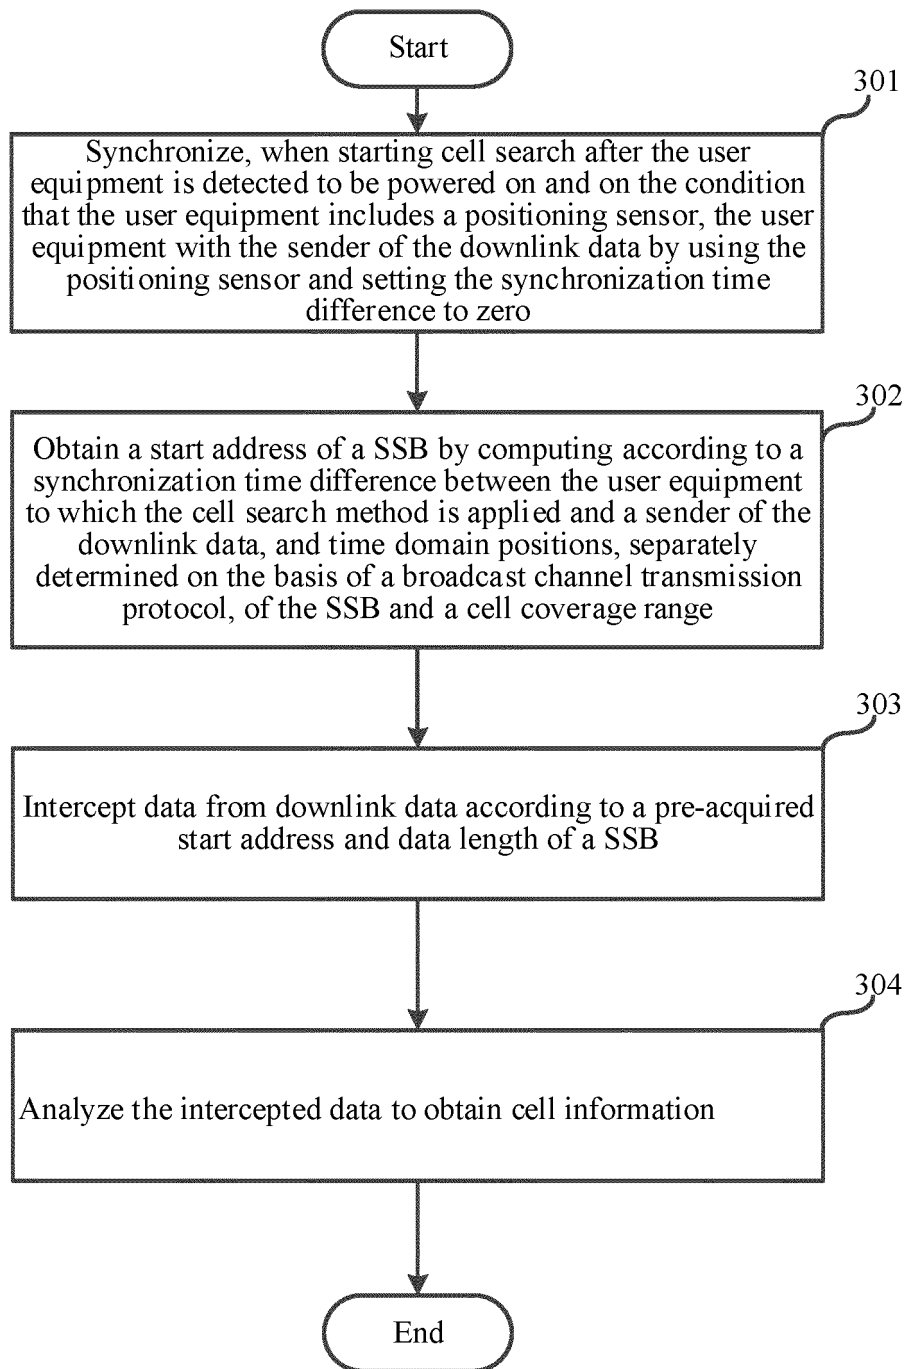 Start
301
Synchronize, when starting cell search after the user
equipment is detected to be powered on and on the condition
that the user equipment includes a positioning sensor, the user
equipment with the sender of the downlink data by using the
positioning sensor and setting the synchronization time
difference to zero
302
Obtain a start address of a SSB by computing according to a
synchronization time difference between the user equipment
to which the cell search method is applied and a sender of the
downlink data, and time domain positions, separately
determined on the basis of a broadcast channel transmission
protocol, of the SSB and a cell coverage range
303
Intercept data from downlink data according to a pre-acquired
start address and data length of a SSB
304
Analyze the intercepted data to obtain cell information
End